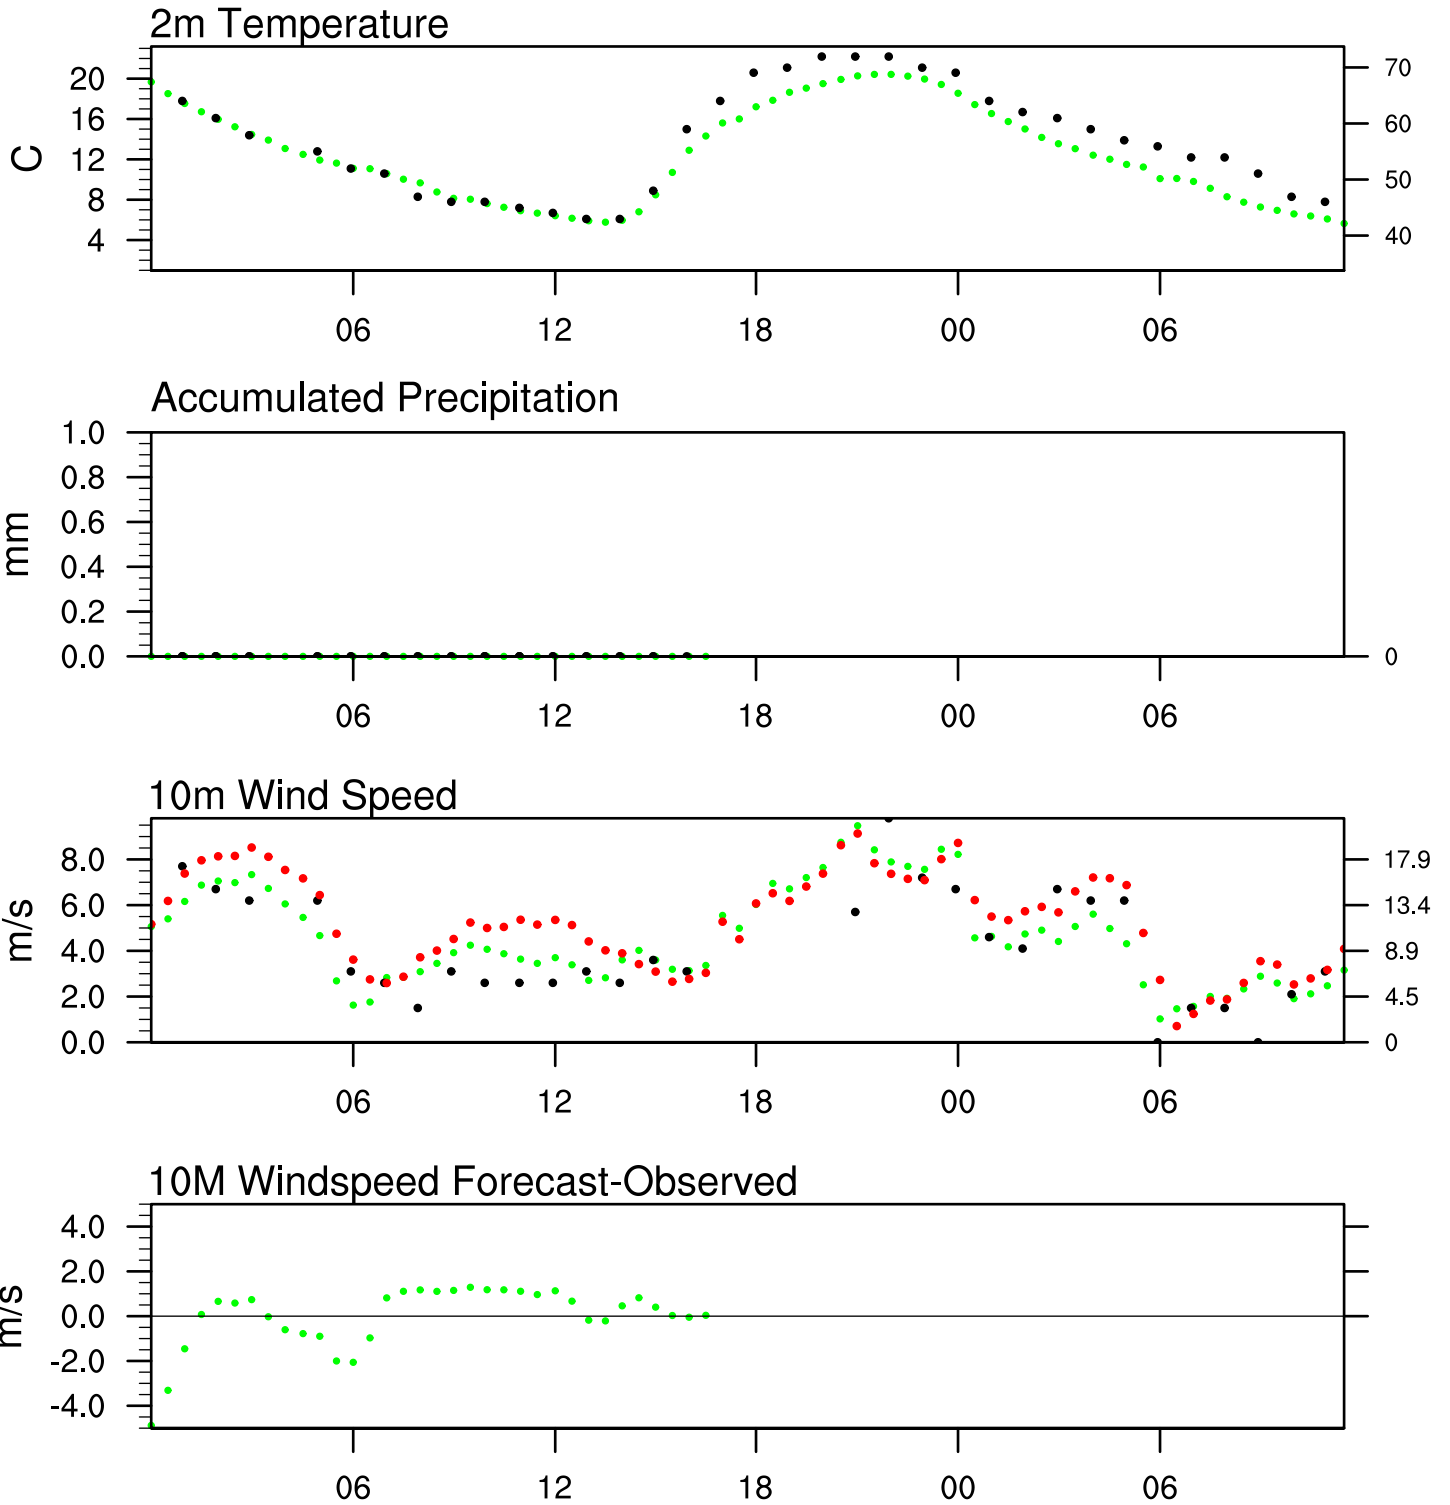 2m Temperature
20
16
12
8
4
C
70
60
50
40
06 12 18 00 06
Accumulated Precipitation
1.0
0.8
0.6
0.4
0.2
0.0
mm
0
06 12 18 00 06
10m Wind Speed
8.0
6.0
4.0
2.0
0.0
m/s
17.9
13.4
8.9
4.5
0
06 12 18 00 06
10M Windspeed Forecast-Observed
4.0
2.0
0.0
-2.0
-4.0
m/s
06 12 18 00 06